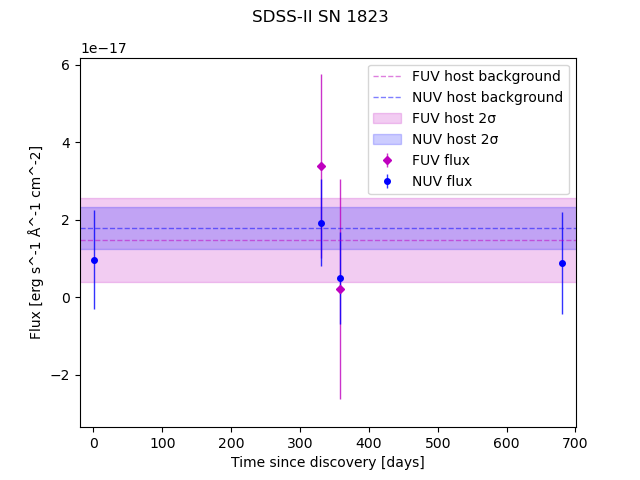 SDSS-II SN 1823
1e−17
FUV host background
NUV host background
FUV host 2σ
NUV host 2σ
FUV flux
NUV flux
6
4
2
0
−2
Flux [erg s^-1 Å^-1 cm^-2]
0 100 200 300 400 500 600 700
Time since discovery [days]